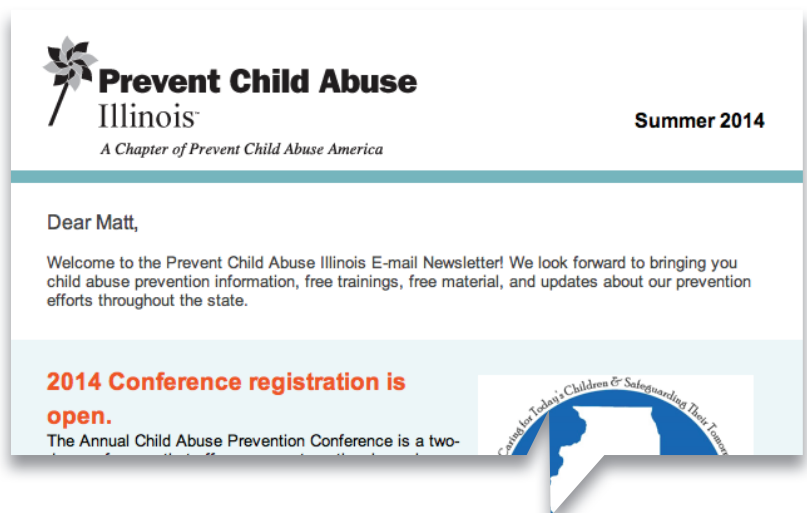 Prevent Child Abuse
Illinois™
A Chapter of Prevent Child Abuse America
Summer 2014
Dear Matt,
Welcome to the Prevent Child Abuse Illinois E-mail Newsletter! We look forward to bringing you
child abuse prevention information, free trainings, free material, and updates about our prevention
efforts throughout the state.
2014 Conference registration is
open.
Caring for Today's Children & Safeguarding Their
The Annual Child Abuse Prevention Conference is a two-